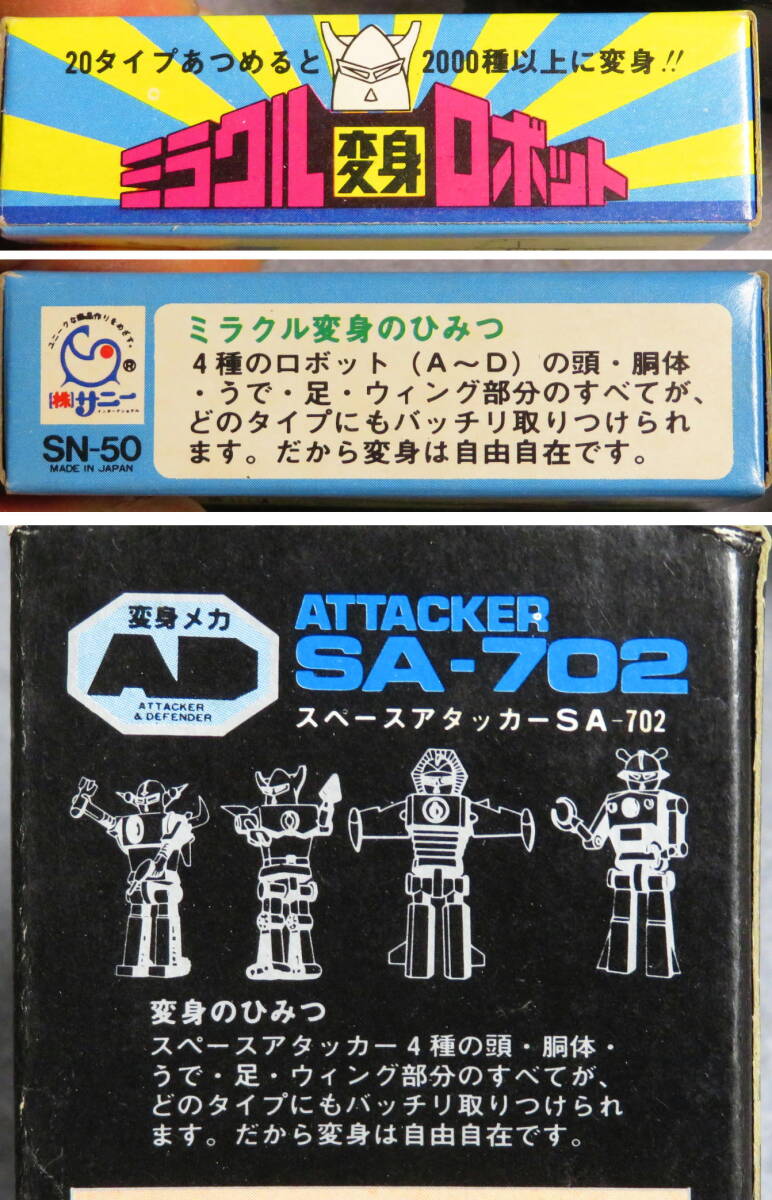 20タイプあつめると 2000種以上に変身!!
ミラクル変身ロボット
ユニークな商品作りをめざす。
®
[株]サニー
インターナショナル
SN-50
MADE IN JAPAN
ミラクル変身のひみつ
4種のロボット（A〜D）の頭・胴体
・うで・足・ウィング部分のすべてが、
どのタイプにもバッチリ取りつけられ
ます。だから変身は自由自在です。
変身メカ
AD
ATTACKER
& DEFENDER
ATTACKER
SA-702
スペースアタッカーSA-702
変身のひみつ
スペースアタッカー4種の頭・胴体・
うで・足・ウィング部分のすべてが、
どのタイプにもバッチリ取りつけられ
ます。だから変身は自由自在です。